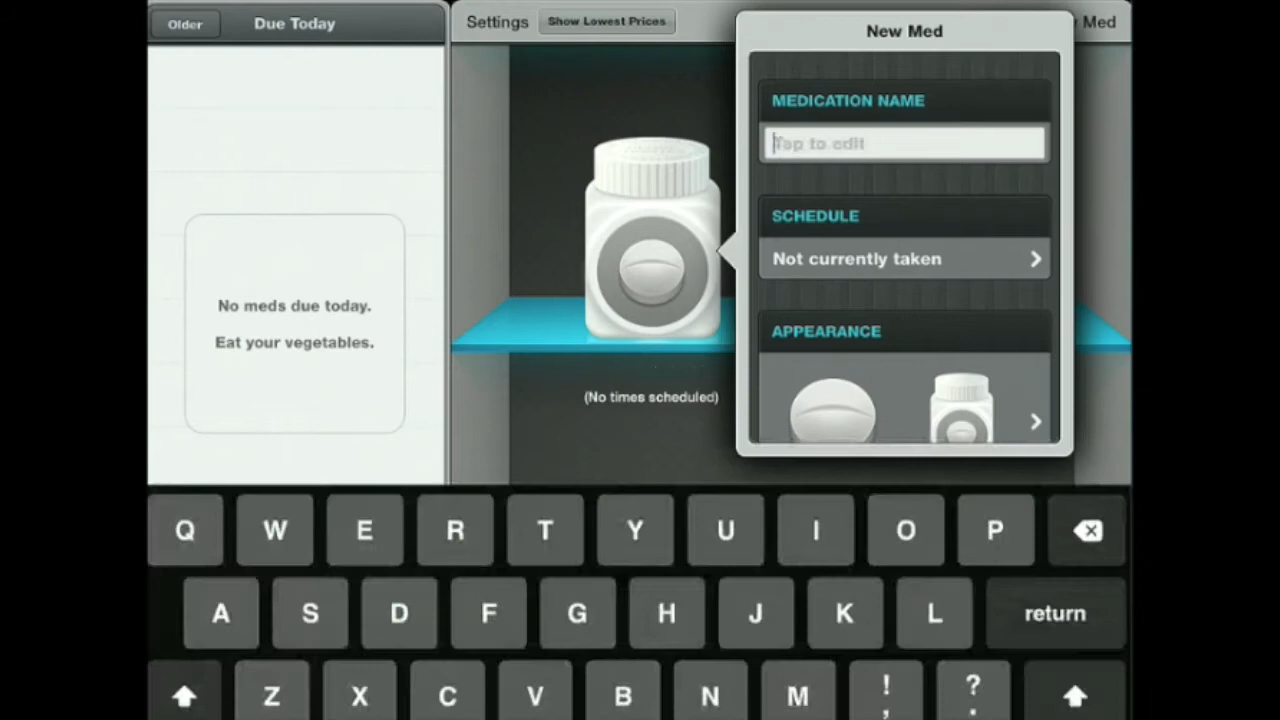 Older
Due Today
Settings
Show Lowest Prices
Med
New Med
MEDICATION NAME
Tap to edit
SCHEDULE
Not currently taken
APPEARANCE
No meds due today.
Eat your vegetables.
(No times scheduled)
Q W E R T Y U I O P
A S D F G H J K L return
Z X C V B N M ! , ? .